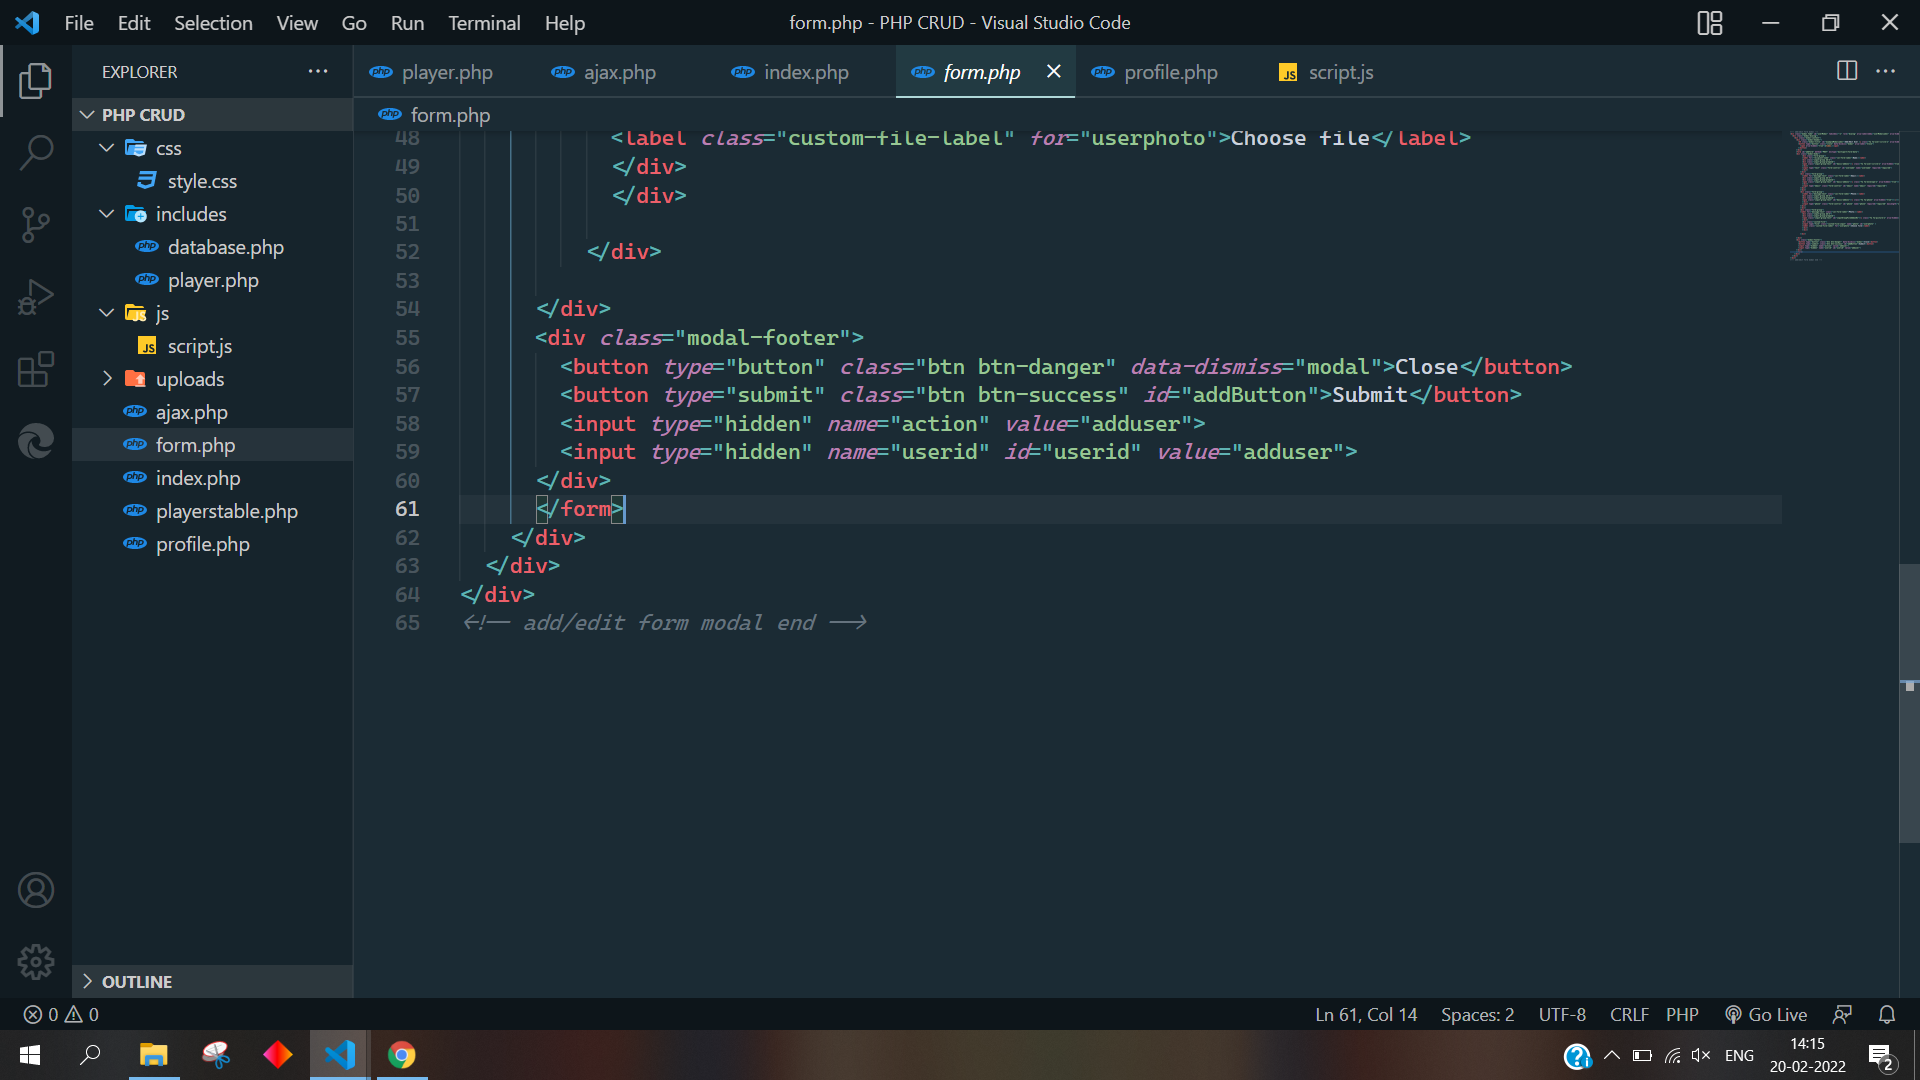 File Edit Selection View Go Run Terminal Help
form.php - PHP CRUD - Visual Studio Code
EXPLORER
PHP CRUD
css
style.css
includes
database.php
player.php
js
script.js
uploads
ajax.php
form.php
index.php
playerstable.php
profile.php
OUTLINE
player.php ajax.php index.php form.php profile.php script.js
form.php
48 <label class="custom-file-label" for="userphoto">Choose file</label>
49 </div>
50 </div>
51
52 </div>
53
54 </div>
55 <div class="modal-footer">
56 <button type="button" class="btn btn-danger" data-dismiss="modal">Close</button>
57 <button type="submit" class="btn btn-success" id="addButton">Submit</button>
58 <input type="hidden" name="action" value="adduser">
59 <input type="hidden" name="userid" id="userid" value="adduser">
60 </div>
61 </form>
62 </div>
63 </div>
64 </div>
65 <!-- add/edit form modal end -->
0 0
Ln 61, Col 14 Spaces: 2 UTF-8 CRLF PHP Go Live
ENG
14:15
20-02-2022
2